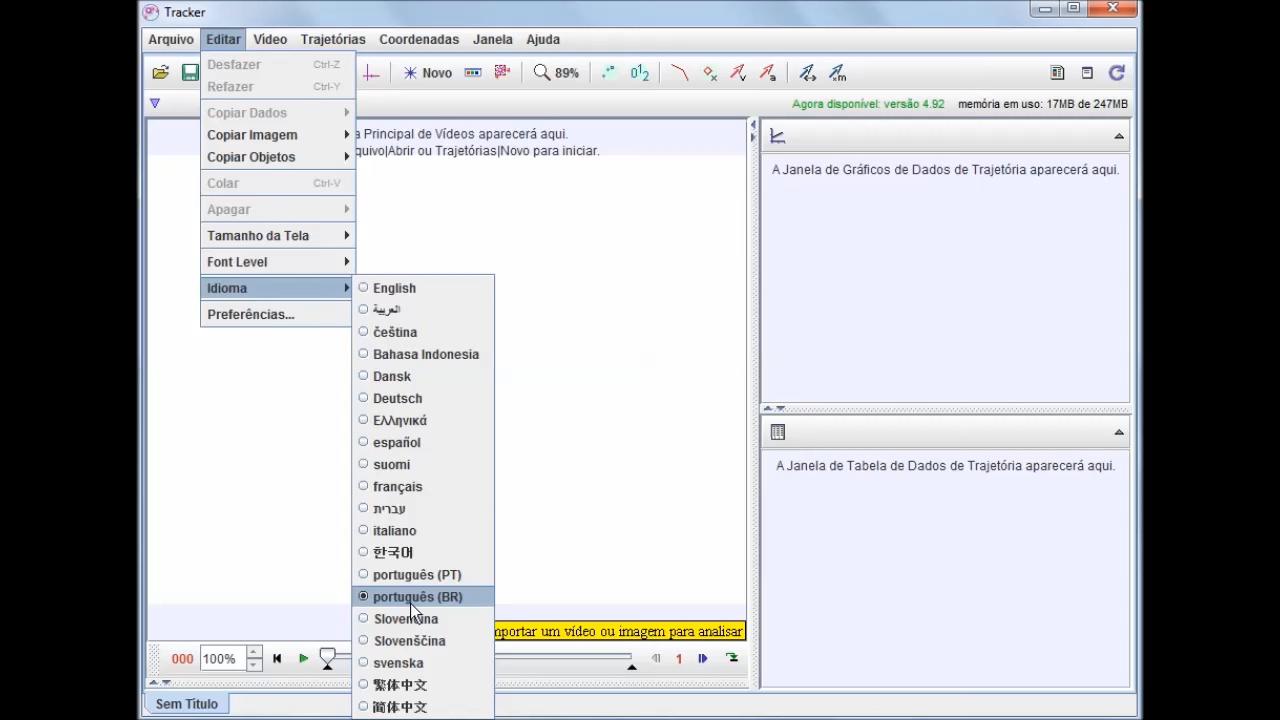 Tracker
Arquivo Editar Vídeo Trajetórias Coordenadas Janela Ajuda
Novo 89%
Agora disponível: versão 4.92 memória em uso: 17MB de 247MB
Desfazer Ctrl-Z
Refazer Ctrl-Y
Copiar Dados
Copiar Imagem
Copiar Objetos
Colar Ctrl-V
Apagar
Tamanho da Tela
Font Level
Idioma
Preferências...
English
العربية
čeština
Bahasa Indonesia
Dansk
Deutsch
Ελληνικά
español
suomi
français
עברית
italiano
한국어
português (PT)
português (BR)
Slovenščina
svenska
繁体中文
简体中文
a Principal de Vídeos aparecerá aqui.
quivo|Abrir ou Trajetórias|Novo para iniciar.
A Janela de Gráficos de Dados de Trajetória aparecerá aqui.
A Janela de Tabela de Dados de Trajetória aparecerá aqui.
mportar um vídeo ou imagem para analisar
000 100% 1
Sem Título